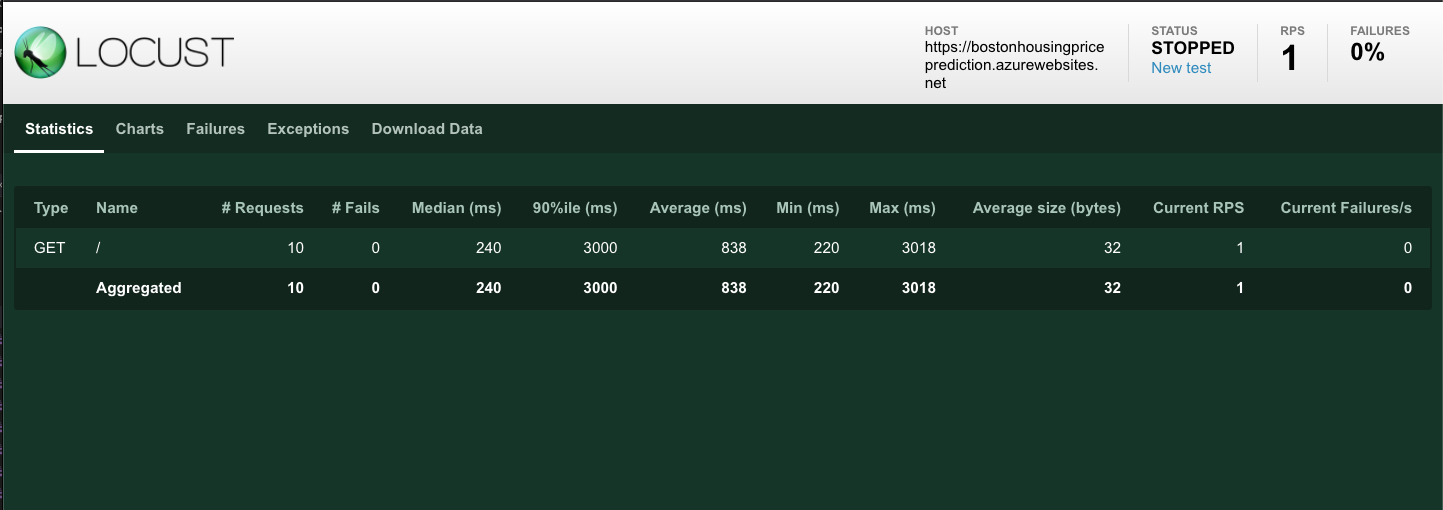 LOCUST
HOST
https://bostonhousingprice
prediction.azurewebsites.
net
STATUS
STOPPED
New test
RPS
1
FAILURES
0%
Statistics Charts Failures Exceptions Download Data
Type Name # Requests # Fails Median (ms) 90%ile (ms) Average (ms) Min (ms) Max (ms) Average size (bytes) Current RPS Current Failures/s
GET / 10 0 240 3000 838 220 3018 32 1 0
Aggregated 10 0 240 3000 838 220 3018 32 1 0